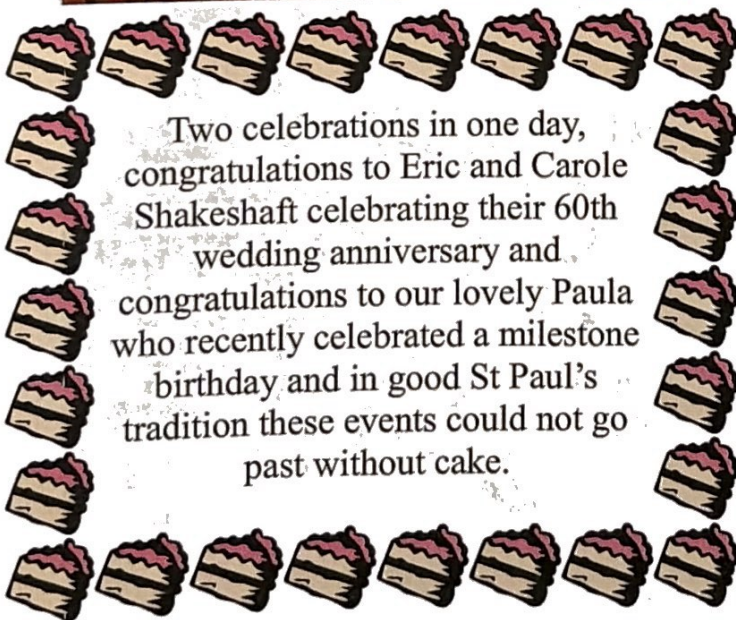 Two celebrations in one day,
congratulations to Eric and Carole
Shakeshaft celebrating their 60th
wedding anniversary and
congratulations to our lovely Paula
who recently celebrated a milestone
birthday and in good St Paul's
tradition these events could not go
past without cake.